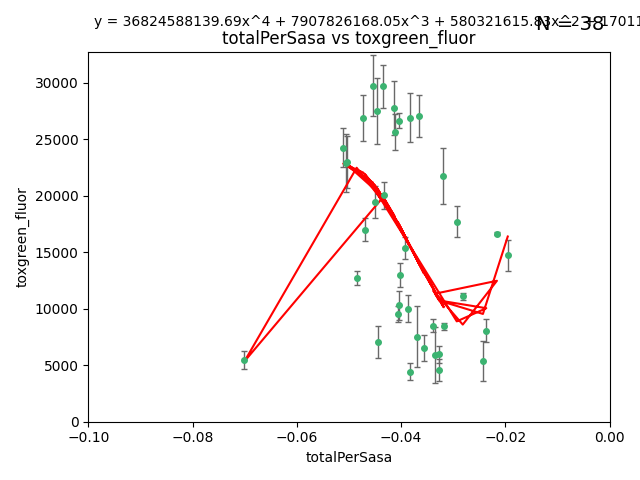 y = 36824588139.69x^4 + 7907826168.05x^3 + 580321615.83x^2 + 17011
N = 38
totalPerSasa vs toxgreen_fluor
30000
25000
20000
15000
10000
5000
0
toxgreen_fluor
−0.10 −0.08 −0.06 −0.04 −0.02 0.00
totalPerSasa